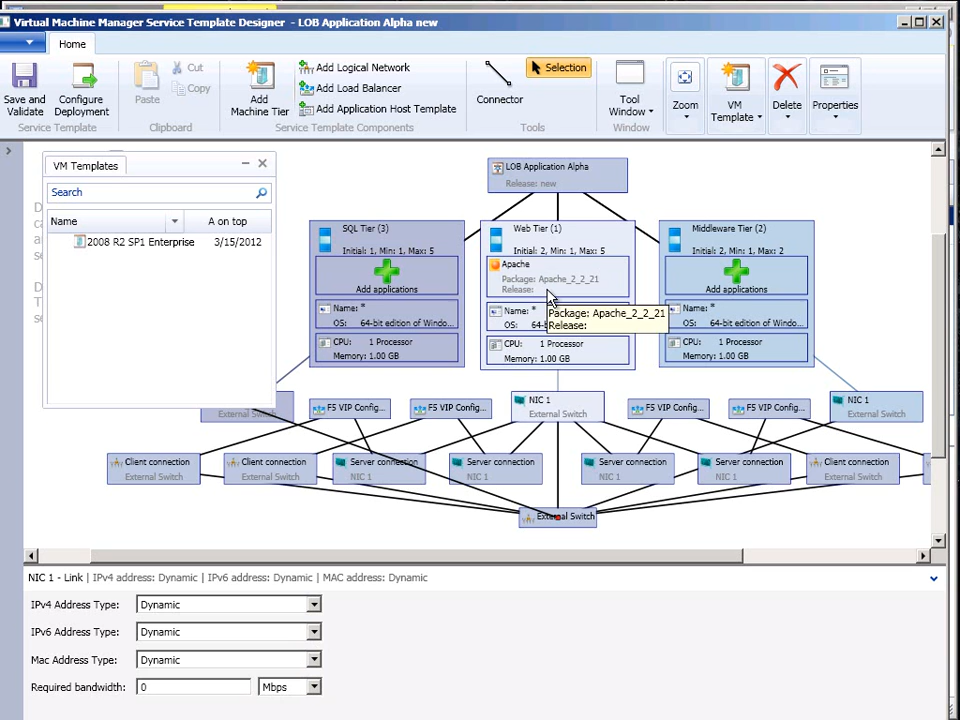 Virtual Machine Manager Service Template Designer - LOB Application Alpha new
Home
Save and Validate
Configure Deployment
Service Template
Paste
Cut
Copy
Clipboard
Add Machine Tier
Add Logical Network
Add Load Balancer
Add Application Host Template
Service Template Components
Connector
Selection
Tools
Tool Window
Window
Zoom
VM Template
Delete
Properties
VM Templates
Search
Name
A on top
2008 R2 SP1 Enterprise
3/15/2012
LOB Application Alpha
Release: new
SQL Tier (3)
Initial: 1, Min: 1, Max: 5
Add applications
Name: *
OS: 64-bit edition of Windo...
CPU: 1 Processor
Memory: 1.00 GB
Web Tier (1)
Initial: 2, Min: 1, Max: 5
Apache
Package: Apache_2_2_21
Release:
Name: *
OS: 64-
CPU: 1 Processor
Memory: 1.00 GB
Package: Apache_2_2_21
Release:
Middleware Tier (2)
Initial: 1, Min: 1, Max: 2
Add applications
Name: *
OS: 64-bit edition of Windo...
CPU: 1 Processor
Memory: 1.00 GB
External Switch
F5 VIP Config...
F5 VIP Config...
NIC 1
External Switch
F5 VIP Config...
F5 VIP Config...
NIC 1
External Switch
Client connection
External Switch
Client connection
External Switch
Server connection
NIC 1
Server connection
NIC 1
Server connection
NIC 1
Server connection
NIC 1
Client connection
External Switch
External Switch
NIC 1 - Link | IPv4 address: Dynamic | IPv6 address: Dynamic | MAC address: Dynamic
IPv4 Address Type: Dynamic
IPv6 Address Type: Dynamic
Mac Address Type: Dynamic
Required bandwidth: 0 Mbps